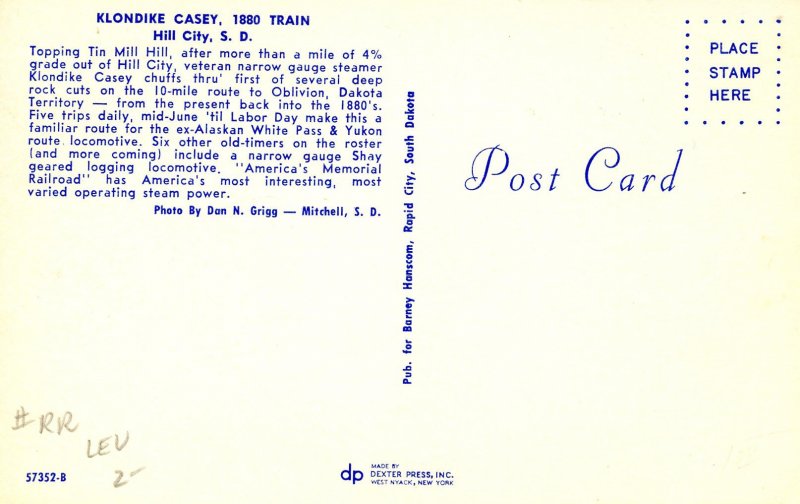 KLONDIKE CASEY, 1880 TRAIN
Hill City, S. D.
Topping Tin Mill Hill, after more than a mile of 4%
grade out of Hill City, veteran narrow gauge steamer
Klondike Casey chuffs thru' first of several deep
rock cuts on the 10-mile route to Oblivion, Dakota
Territory — from the present back into the 1880's.
Five trips daily, mid-June 'til Labor Day make this a
familiar route for the ex-Alaskan White Pass & Yukon
route locomotive. Six other old-timers on the roster
(and more coming) include a narrow gauge Shay
geared logging locomotive. "America's Memorial
Railroad" has America's most interesting, most
varied operating steam power.
Photo By Dan N. Grigg — Mitchell, S. D.
Pub. for Barney Hanscom, Rapid City, South Dakota
PLACE
STAMP
HERE
Post Card
#RR
LEV
2-
57352-B
dp
MADE BY
DEXTER PRESS, INC.
WEST NYACK, NEW YORK